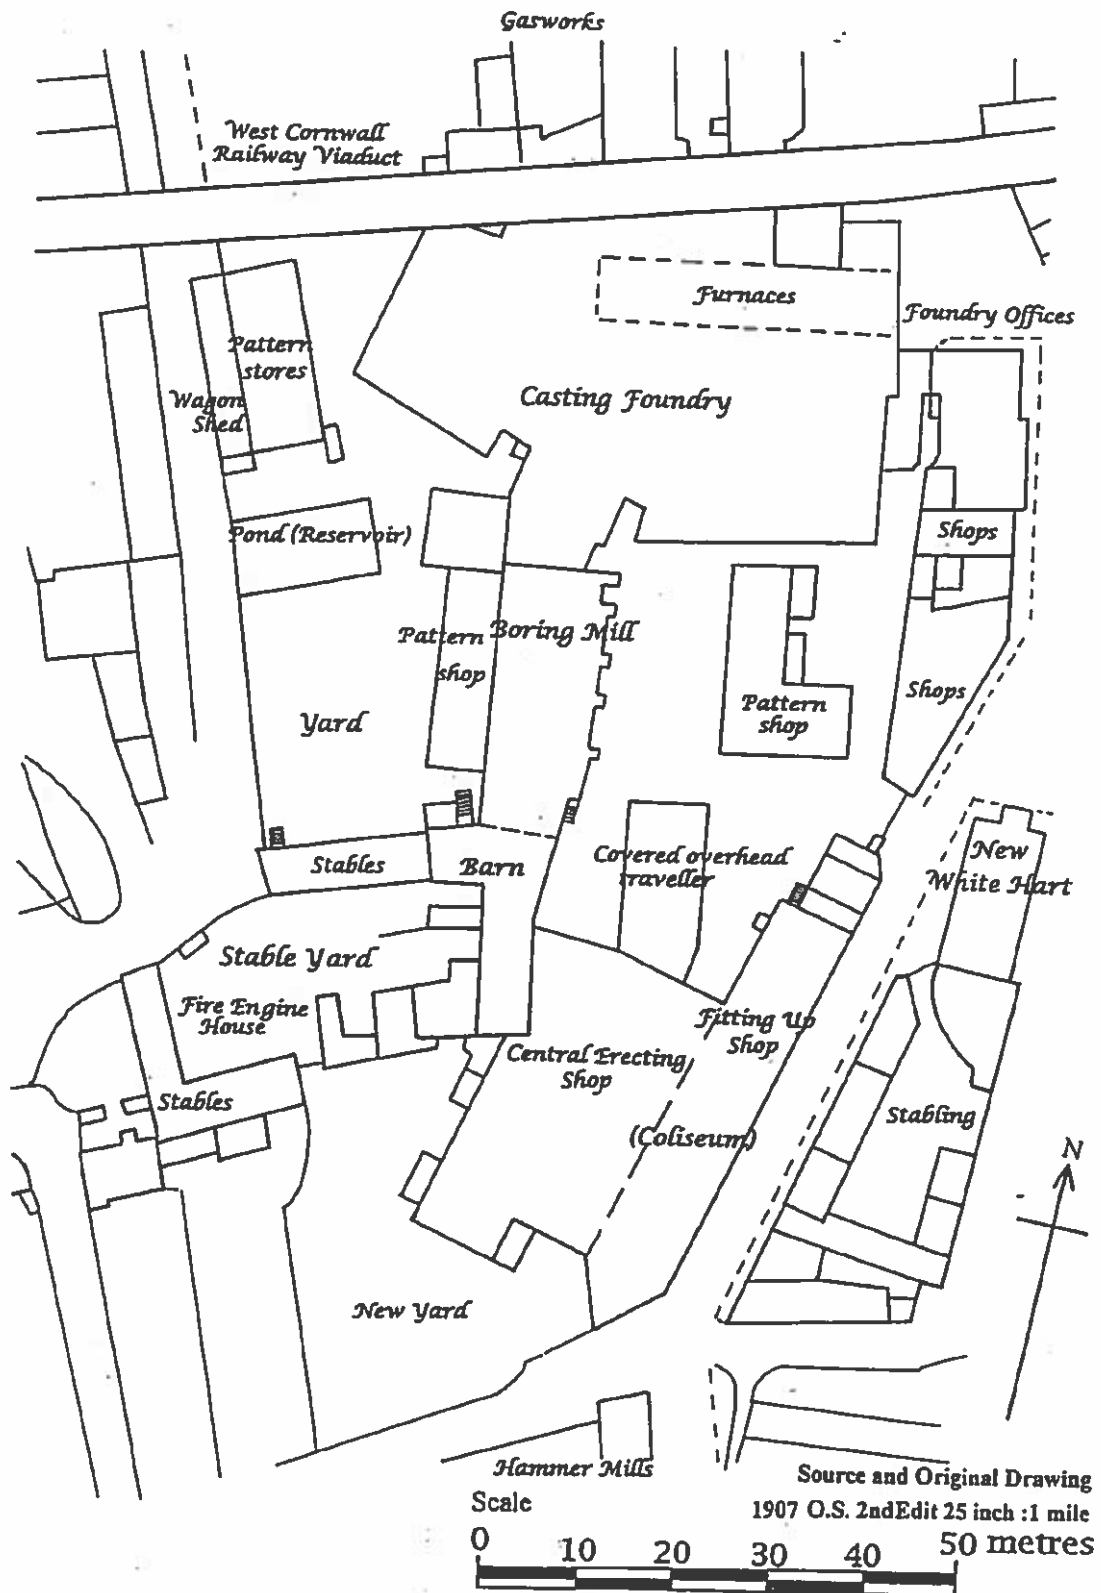 Gasworks
West Cornwall
Railway Viaduct
Furnaces
Foundry Offices
Pattern
stores
Wagon
Shed
Casting Foundry
Pond (Reservoir)
Shops
Pattern
shop
Boring Mill
Shops
Yard
Pattern
shop
Stables
Barn
Covered overhead
traveller
New
White Hart
Stable Yard
Fire Engine
House
Fitting Up
Shop
Central Erecting
Shop
Stables
(Coliseum)
Stabling
N
New Yard
Hammer Mills
Source and Original Drawing
1907 O.S. 2ndEdit 25 inch :1 mile
Scale
0 10 20 30 40 50 metres